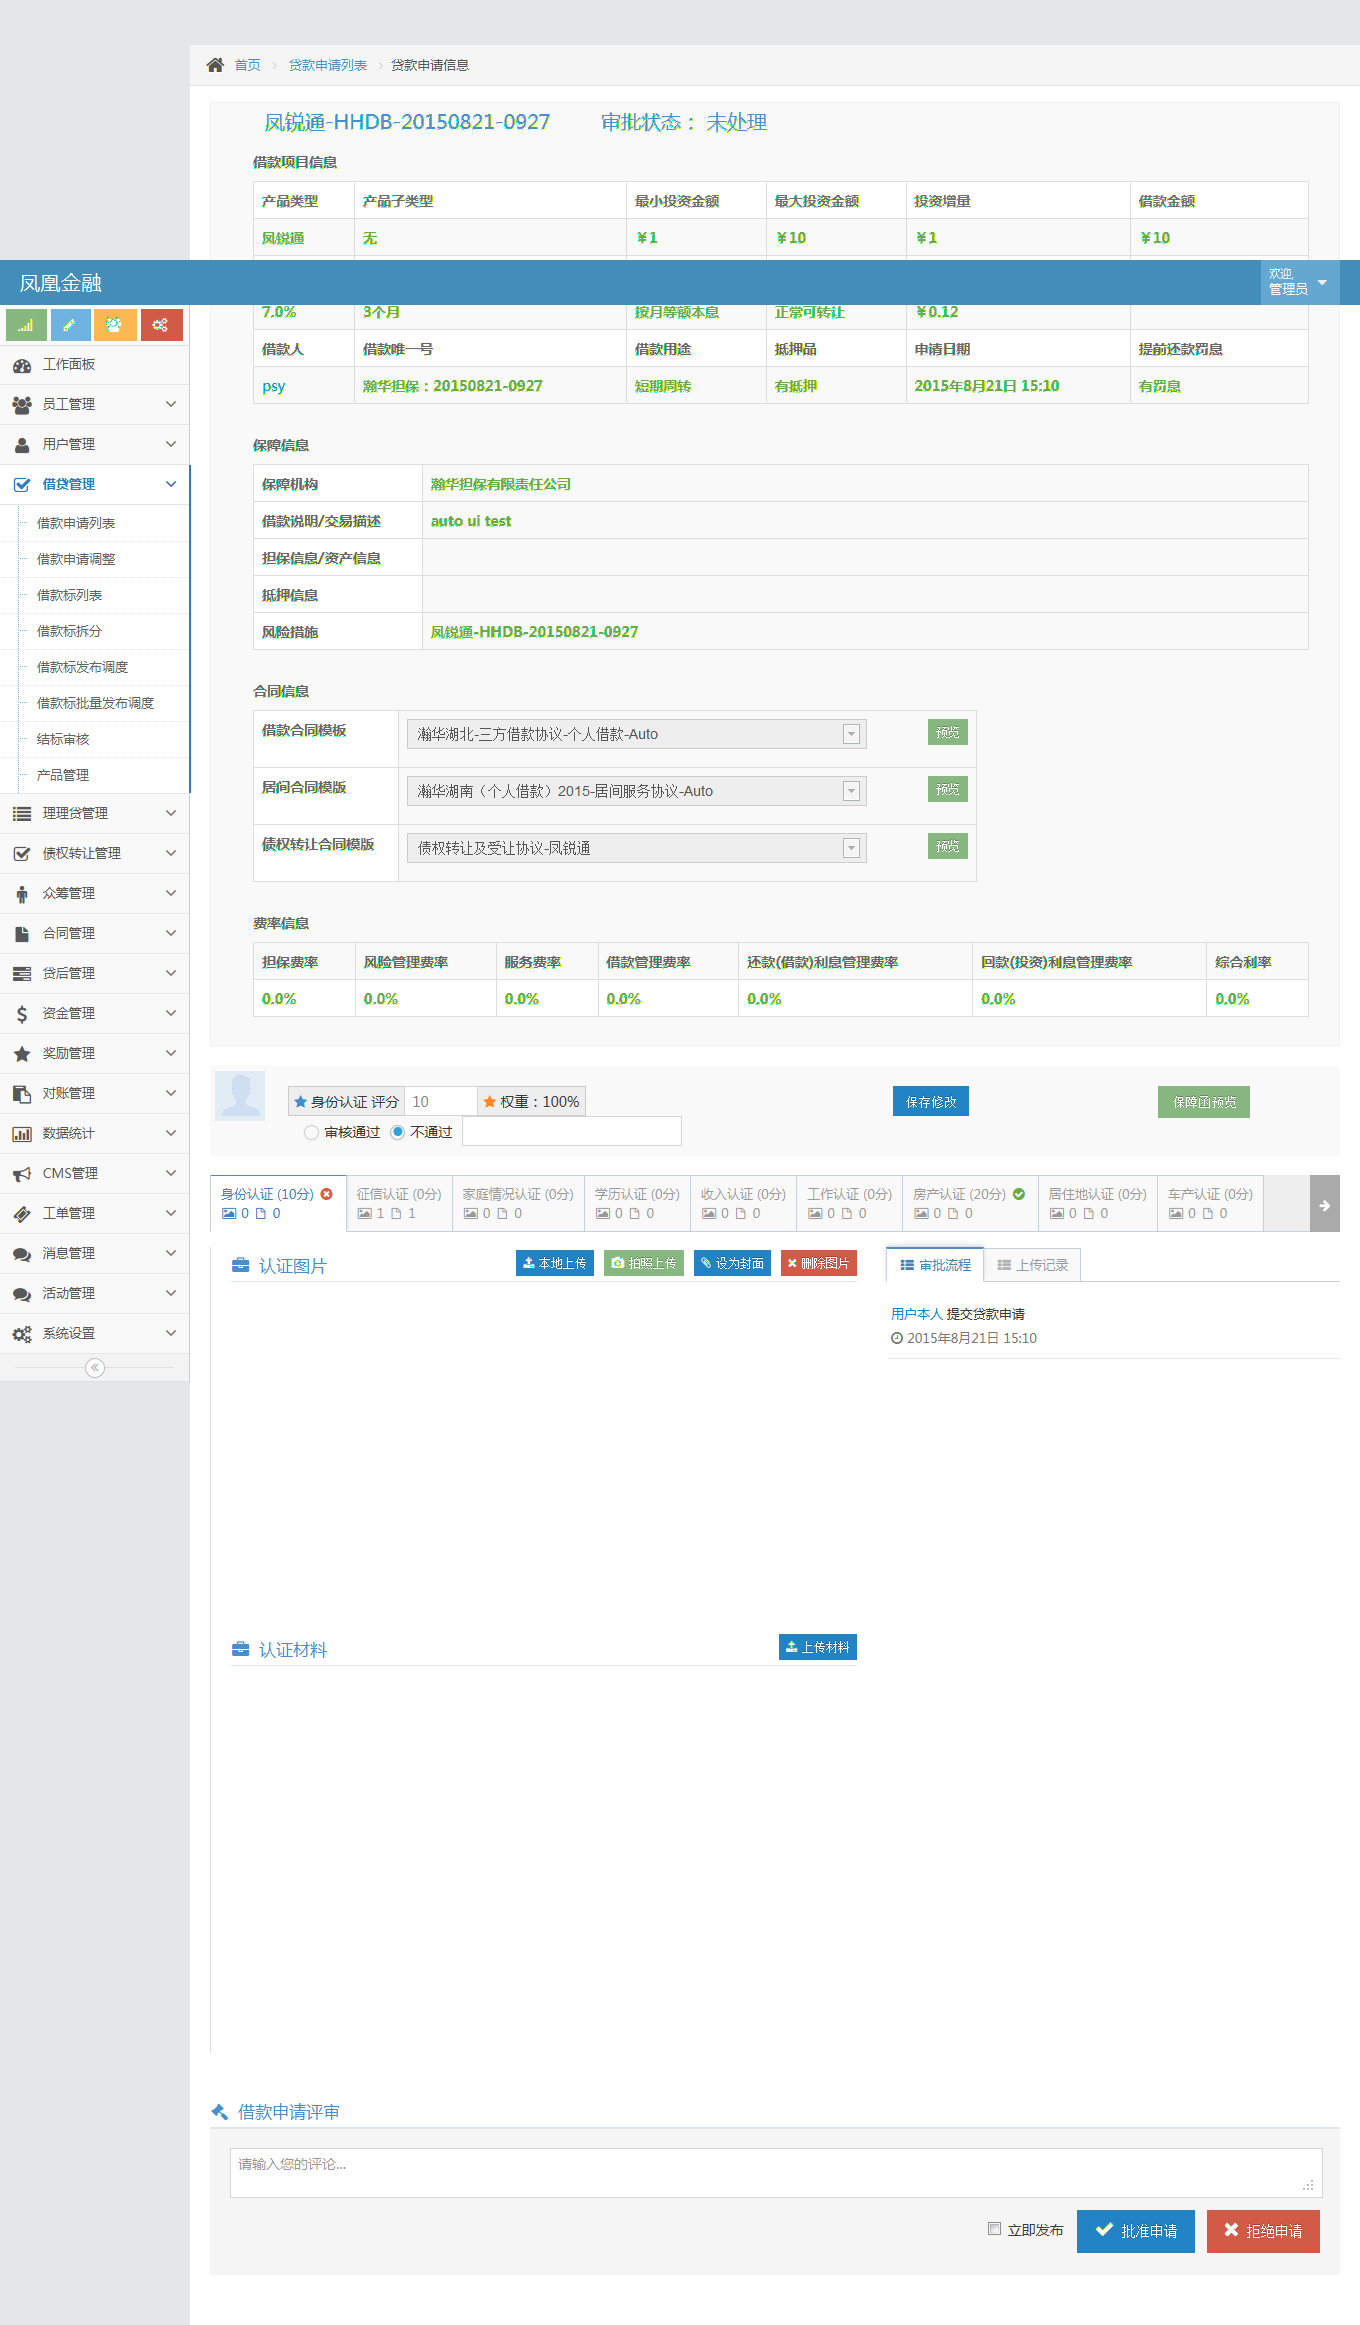 首页 贷款申请列表 贷款申请信息
凤锐通-HHDB-20150821-0927 审批状态： 未处理
借款项目信息
产品类型 产品子类型 最小投资金额 最大投资金额 投资增量 借款金额
凤锐通 无 ￥1 ￥10 ￥1 ￥10
凤凰金融 欢迎, 管理员
7.0% 3个月 按月等额本息 正常可转让 ￥0.12
借款人 借款唯一号 借款用途 抵押品 申请日期 提前还款罚息
psy 瀚华担保：20150821-0927 短期周转 有抵押 2015年8月21日 15:10 有罚息
工作面板
员工管理
用户管理
借贷管理
借款申请列表
借款申请调整
借款标列表
借款标拆分
借款标发布调度
借款标批量发布调度
结标审核
产品管理
理理贷管理
债权转让管理
众筹管理
合同管理
贷后管理
资金管理
奖励管理
对账管理
数据统计
CMS管理
工单管理
消息管理
活动管理
系统设置
保障信息
保障机构 瀚华担保有限责任公司
借款说明/交易描述 auto ui test
担保信息/资产信息
抵押信息
风险措施 凤锐通-HHDB-20150821-0927
合同信息
借款合同模板 瀚华湖北-三方借款协议-个人借款-Auto 预览
居间合同模版 瀚华湖南（个人借款）2015-居间服务协议-Auto 预览
债权转让合同模版 债权转让及受让协议-凤锐通 预览
费率信息
担保费率 风险管理费率 服务费率 借款管理费率 还款(借款)利息管理费率 回款(投资)利息管理费率 综合利率
0.0% 0.0% 0.0% 0.0% 0.0% 0.0% 0.0%
身份认证 评分 10 权重：100% 保存修改 保障函预览
审核通过 不通过
身份认证 (10分) 征信认证 (0分) 家庭情况认证 (0分) 学历认证 (0分) 收入认证 (0分) 工作认证 (0分) 房产认证 (20分) 居住地认证 (0分) 车产认证 (0分)
0 0 1 1 0 0 0 0 0 0 0 0 0 0 0 0 0 0
认证图片 本地上传 拍照上传 设为封面 删除图片 审批流程 上传记录
用户本人 提交贷款申请
2015年8月21日 15:10
认证材料 上传材料
借款申请评审
请输入您的评论...
立即发布 批准申请 拒绝申请